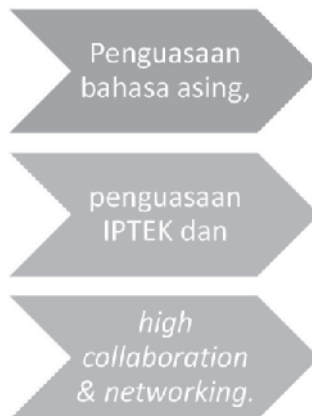 Penguasaan
bahasa asing,
penguasaan
IPTEK dan
high
collaboration
& networking.